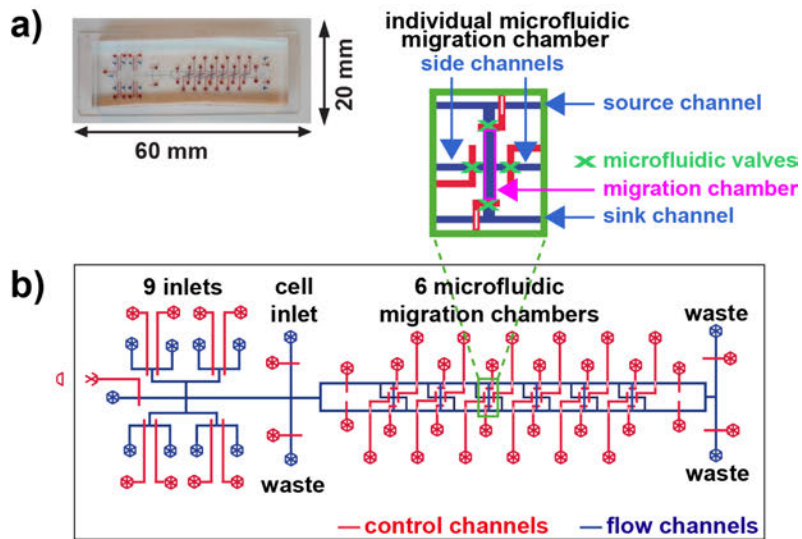 a)
20 mm
60 mm
individual microfluidic
migration chamber
side channels
source channel
microfluidic valves
migration chamber
sink channel
b)
9 inlets
cell
inlet
6 microfluidic
migration chambers
waste
waste
waste
control channels
flow channels